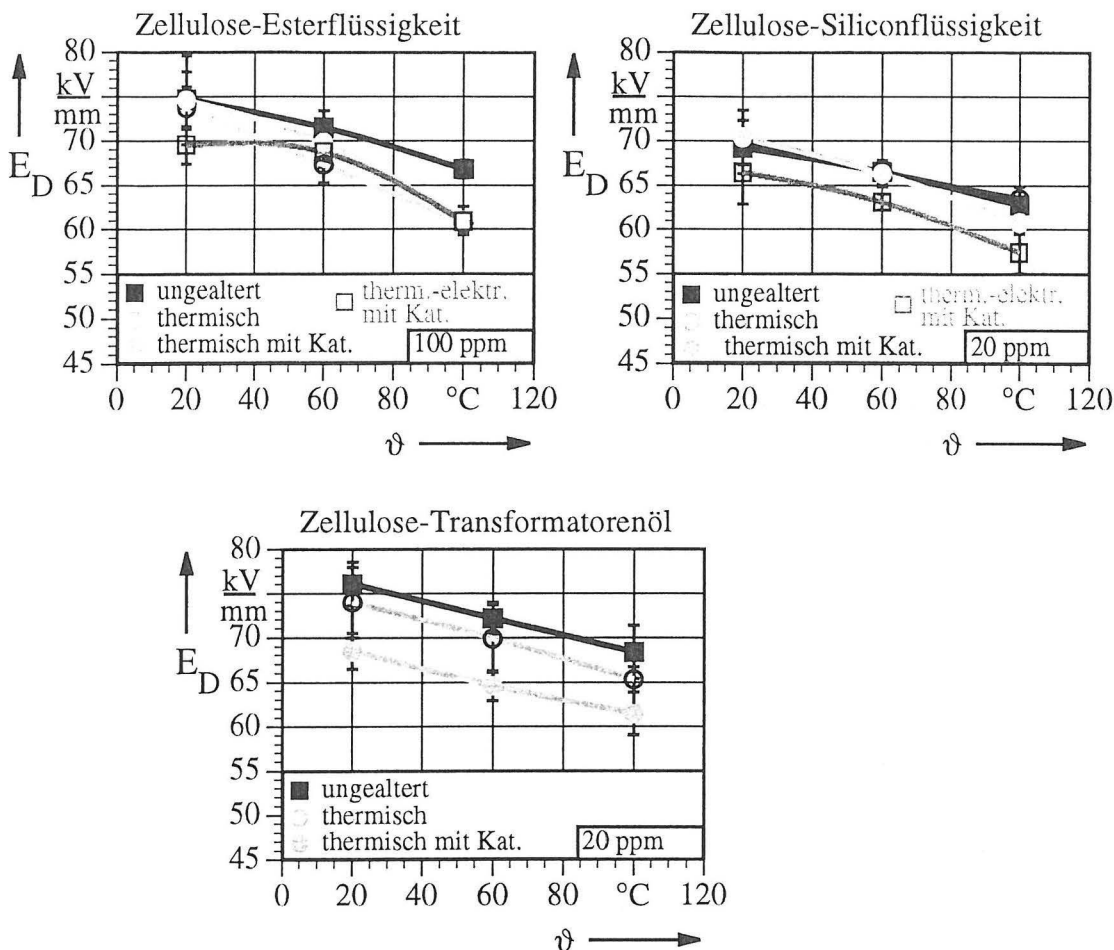 Zellulose-Esterflüssigkeit
80
kV
mm
70
E_D
65
60
55
50
45
ungealtert
thermisch
thermisch mit Kat.
therm.-elektr.
mit Kat.
100 ppm
0 20 40 60 80 °C 120
ϑ
Zellulose-Siliconflüssigkeit
80
kV
mm
70
E_D
65
60
55
50
45
ungealtert
thermisch
thermisch mit Kat.
therm.-elektr.
mit Kat.
20 ppm
0 20 40 60 80 °C 120
ϑ
Zellulose-Transformatorenöl
80
kV
mm
70
E_D
65
60
55
50
45
ungealtert
thermisch
thermisch mit Kat.
20 ppm
0 20 40 60 80 °C 120
ϑ